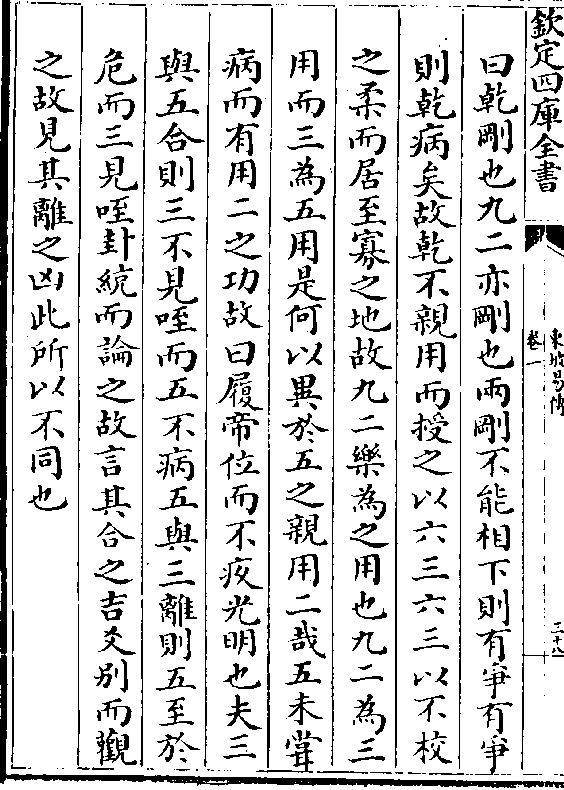 欽定四庫全書
東坡易傳
卷一
二十八
曰乾剛也九二亦剛也兩剛不能相下則有爭有爭
則乾病矣故乾不親用而授之以六三六三以不校
之柔而居至寡之地故九二樂為之用也九二為三
用而三為五用是何以異於五之親用二哉五未嘗
病而有用二之功故曰履帝位而不疚光明也夫三
與五合則三不見咥而五不病五與三離則五至於
危而三見咥卦統而論之故言其合之吉爻別而觀
之故見其離之凶此所以不同也